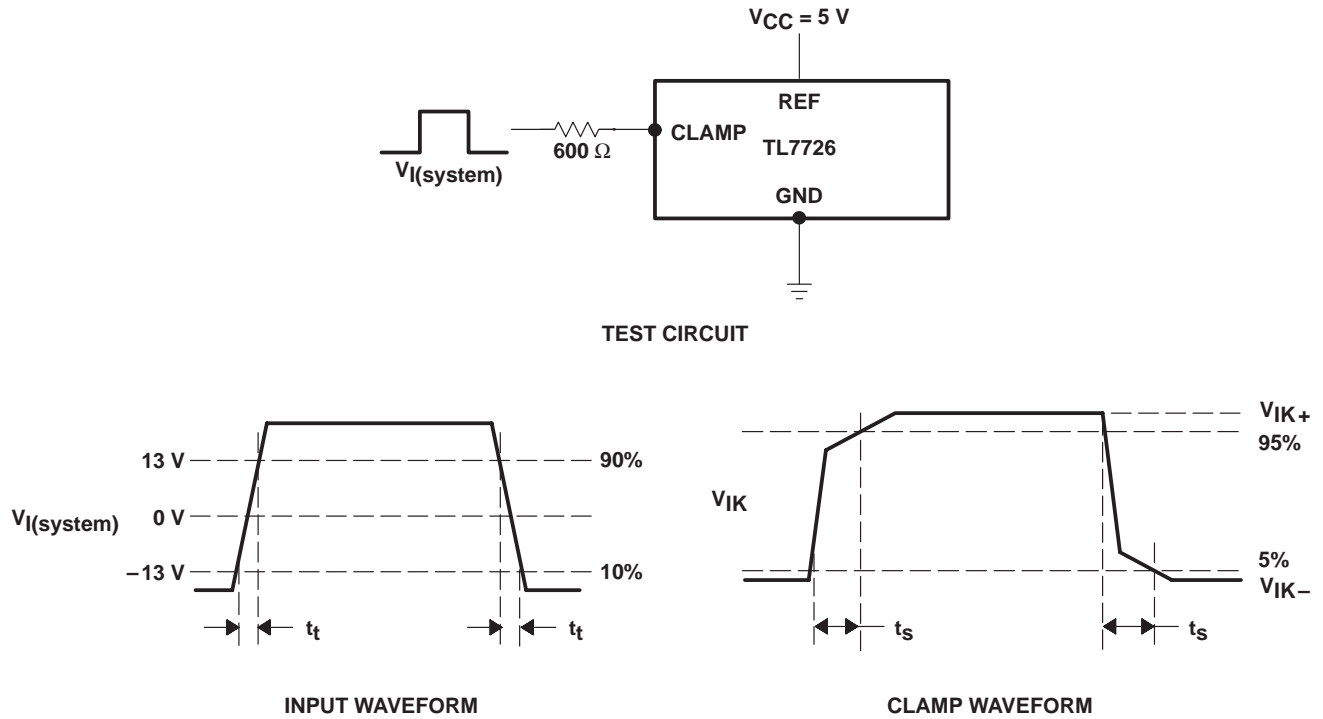 VCC = 5 V
REF
CLAMP
TL7726
600 Ω
VI(system)
GND
TEST CIRCUIT
VIK+
95%
13 V
90%
VIK
VI(system)
0 V
5%
–13 V
10%
VIK–
tt
tt
ts
ts
INPUT WAVEFORM
CLAMP WAVEFORM